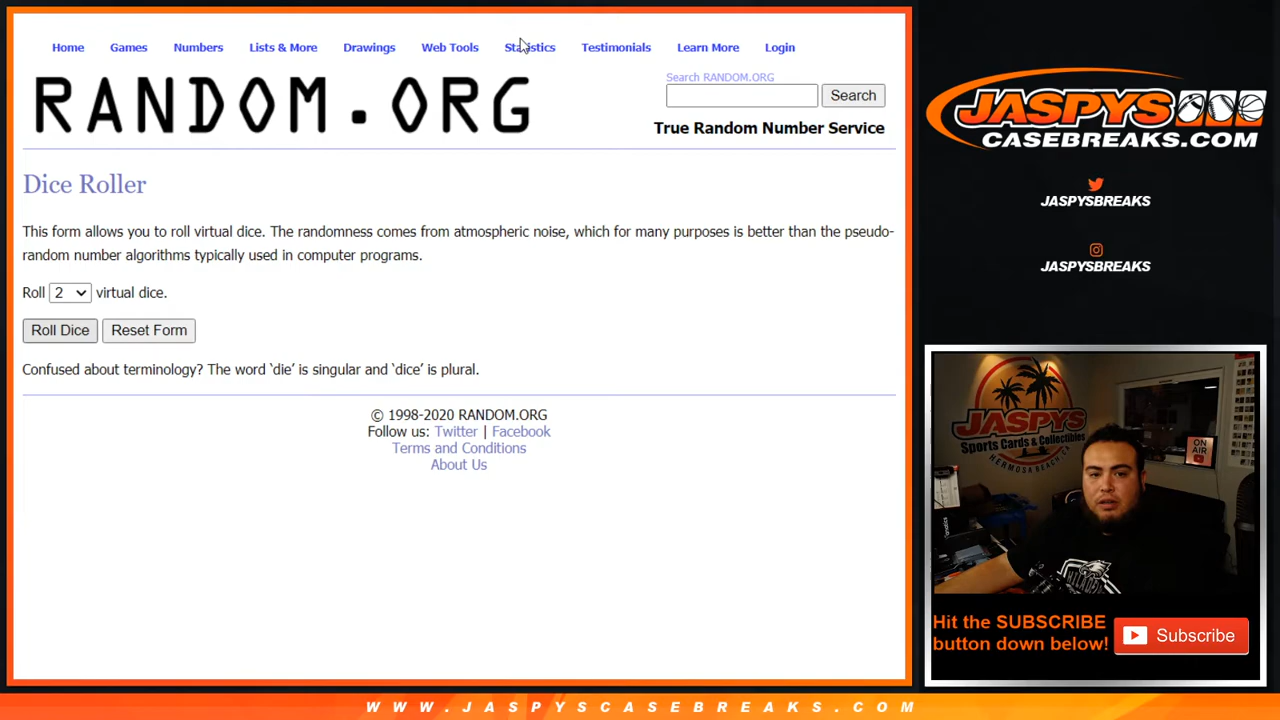 Home Games Numbers Lists & More Drawings Web Tools Statistics Testimonials Learn More Login
RANDOM.ORG
Search RANDOM.ORG
Search
True Random Number Service
Dice Roller
This form allows you to roll virtual dice. The randomness comes from atmospheric noise, which for many purposes is better than the pseudo-
random number algorithms typically used in computer programs.
Roll 2 virtual dice.
Roll Dice Reset Form
Confused about terminology? The word ‘die’ is singular and ‘dice’ is plural.
© 1998-2020 RANDOM.ORG
Follow us: Twitter | Facebook
Terms and Conditions
About Us
JASPYS
CASEBREAKS.COM
JASPYSBREAKS
JASPYSBREAKS
JASPYS
Sports Cards & Collectibles
HERMOSA BEACH, CA
ON
AIR
Fanatics
Hit the SUBSCRIBE
button down below!
Subscribe
WWW.JASPYSCASEBREAKS.COM